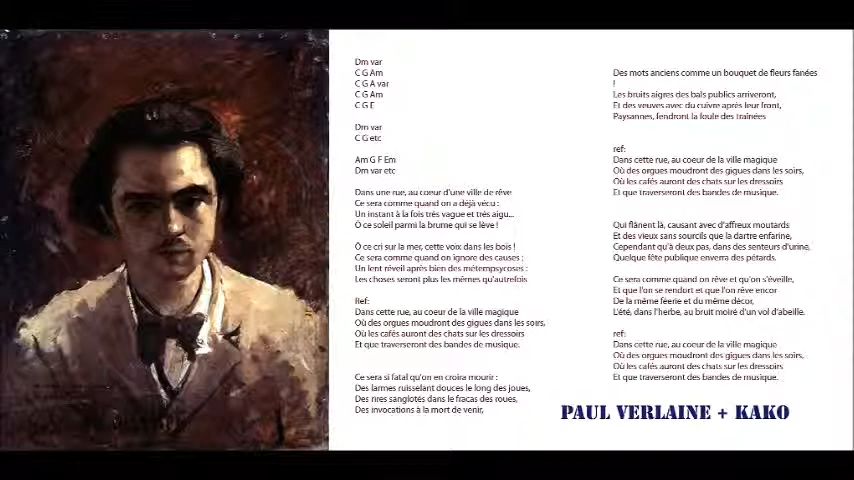 Dm var
C G Am
C G A var
C G Am
C G E
Dm var
C G etc
Am G F Em
Dm var etc
Dans une rue, au coeur d'une ville de rêve
Ce sera comme quand on a déjà vécu :
Un instant à la fois très vague et très aigu...
Ô ce soleil parmi la brume qui se lève !
Ô ce cri sur la mer, cette voix dans les bois !
Ce sera comme quand on ignore des causes ;
Un lent réveil après bien des métempsycoses :
Les choses seront plus les mêmes qu'autrefois
Ref:
Dans cette rue, au coeur de la ville magique
Où des orgues moudront des gigues dans les soirs,
Où les cafés auront des chats sur les dressoirs
Et que traverseront des bandes de musique.
Ce sera si fatal qu'on en croira mourir :
Des larmes ruisselant douces le long des joues,
Des rires sanglotés dans le fracas des roues,
Des invocations à la mort de venir,
Des mots anciens comme un bouquet de fleurs fanées
!
Les bruits aigres des bals publics arriveront,
Et des veuves avec du cuivre après leur front,
Paysannes, fendront la foule des traînées
ref:
Dans cette rue, au coeur de la ville magique
Où des orgues moudront des gigues dans les soirs,
Où les cafés auront des chats sur les dressoirs
Et que traverseront des bandes de musique.
Qui flânent là, causant avec d'affreux moutards
Et des vieux sans sourcils que la dartre enfarine,
Cependant qu'à deux pas, dans des senteurs d'urine,
Quelque fête publique enverra des pétards.
Ce sera comme quand on rêve et qu'on s'éveille,
Et que l'on se rendort et que l'on rêve encor
De la même féerie et du même décor,
L'été, dans l'herbe, au bruit moiré d'un vol d'abeille.
ref:
Dans cette rue, au coeur de la ville magique
Où des orgues moudront des gigues dans les soirs,
Où les cafés auront des chats sur les dressoirs
Et que traverseront des bandes de musique.
PAUL VERLAINE + KAKO